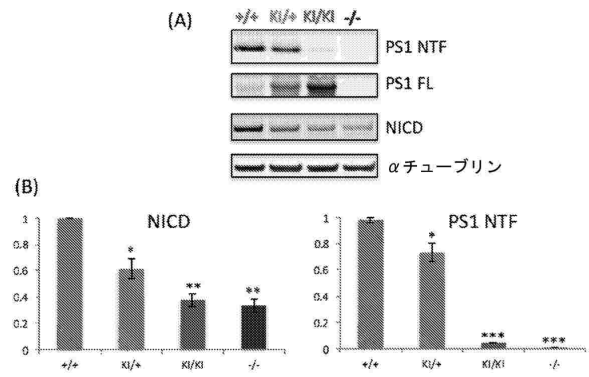 (A)
+/+ KI/+ KI/KI -/-
PS1 NTF
PS1 FL
NICD
αチューブリン
(B)
NICD
1
0.8
0.6
0.4
0.2
0
*
**
**
+/+ KI/+ KI/KI -/-
PS1 NTF
1
0.8
0.6
0.4
0.2
0
*
***
***
+/+ KI/+ KI/KI -/-